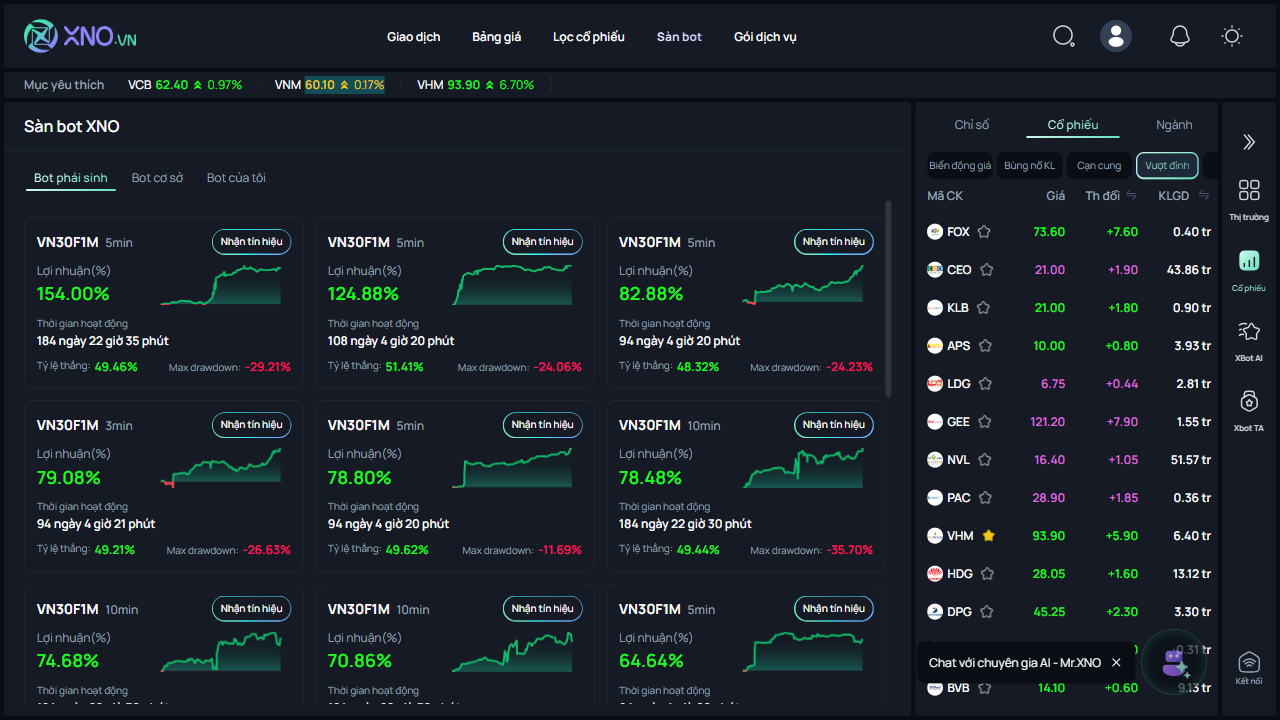 XNO.VN
Giao dịch Bảng giá Lọc cổ phiếu Sàn bot Gói dịch vụ
Mục yêu thích VCB 62.40 0.97% VNM 60.10 0.17% VHM 93.90 6.70%
Sàn bot XNO
Bot phái sinh Bot cơ sở Bot của tôi
VN30F1M 5min Nhận tín hiệu
Lợi nhuận(%)
154.00%
Thời gian hoạt động
184 ngày 22 giờ 35 phút
Tỷ lệ thắng: 49.46% Max drawdown: -29.21%
VN30F1M 5min Nhận tín hiệu
Lợi nhuận(%)
124.88%
Thời gian hoạt động
108 ngày 4 giờ 20 phút
Tỷ lệ thắng: 51.41% Max drawdown: -24.06%
VN30F1M 5min Nhận tín hiệu
Lợi nhuận(%)
82.88%
Thời gian hoạt động
94 ngày 4 giờ 20 phút
Tỷ lệ thắng: 48.32% Max drawdown: -24.23%
VN30F1M 3min Nhận tín hiệu
Lợi nhuận(%)
79.08%
Thời gian hoạt động
94 ngày 4 giờ 21 phút
Tỷ lệ thắng: 49.21% Max drawdown: -26.63%
VN30F1M 5min Nhận tín hiệu
Lợi nhuận(%)
78.80%
Thời gian hoạt động
94 ngày 4 giờ 20 phút
Tỷ lệ thắng: 49.62% Max drawdown: -11.69%
VN30F1M 10min Nhận tín hiệu
Lợi nhuận(%)
78.48%
Thời gian hoạt động
184 ngày 22 giờ 30 phút
Tỷ lệ thắng: 49.44% Max drawdown: -35.70%
VN30F1M 10min Nhận tín hiệu
Lợi nhuận(%)
74.68%
Thời gian hoạt động
VN30F1M 10min Nhận tín hiệu
Lợi nhuận(%)
70.86%
Thời gian hoạt động
VN30F1M 5min Nhận tín hiệu
Lợi nhuận(%)
64.64%
Thời gian hoạt động
Chỉ số Cổ phiếu Ngành
Biến động giá Bùng nổ KL Cạn cung Vượt đỉnh
Mã CK Giá Th đổi KLGD
FOX 73.60 +7.60 0.40 tr
CEO 21.00 +1.90 43.86 tr
KLB 21.00 +1.80 0.90 tr
APS 10.00 +0.80 3.93 tr
LDG 6.75 +0.44 2.81 tr
GEE 121.20 +7.90 1.55 tr
NVL 16.40 +1.05 51.57 tr
PAC 28.90 +1.85 0.36 tr
VHM 93.90 +5.90 6.40 tr
HDG 28.05 +1.60 13.12 tr
DPG 45.25 +2.30 3.30 tr
0.31 tr
Chat với chuyên gia AI - Mr.XNO
BVB 14.10 +0.60 9.13 tr
Thị trường
Cổ phiếu
XBot AI
Xbot TA
Kết nối